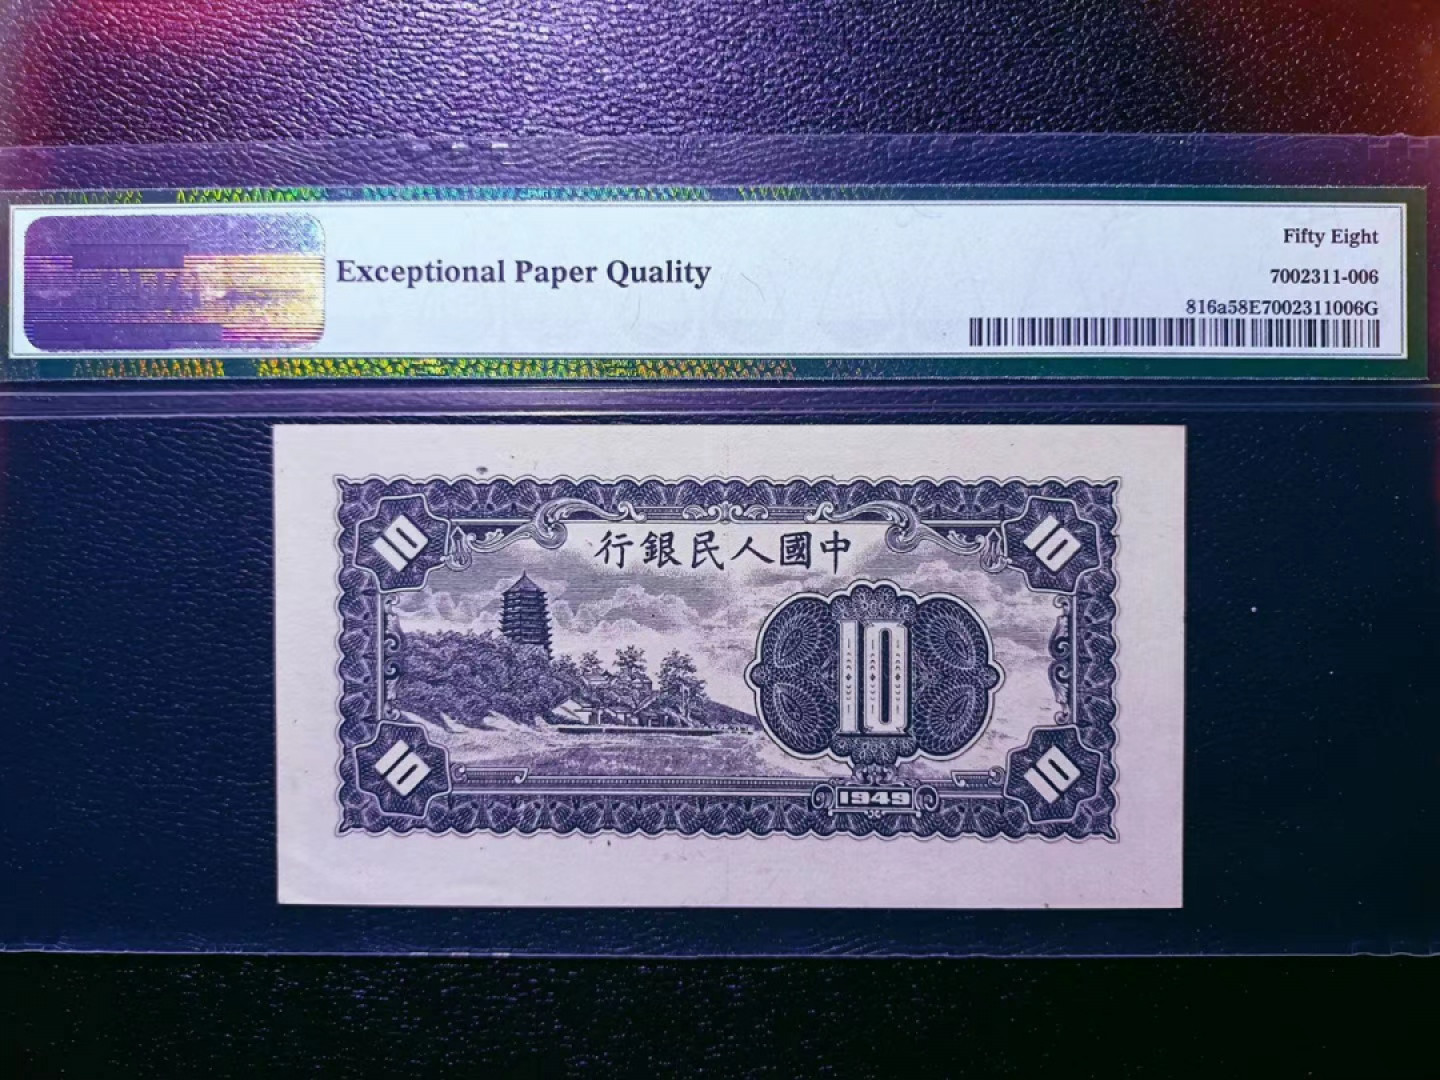 Exceptional Paper Quality
Fifty Eight
7002311-006
816a58E7002311006G
行銀民人國中
10
10
10
10
10
1949